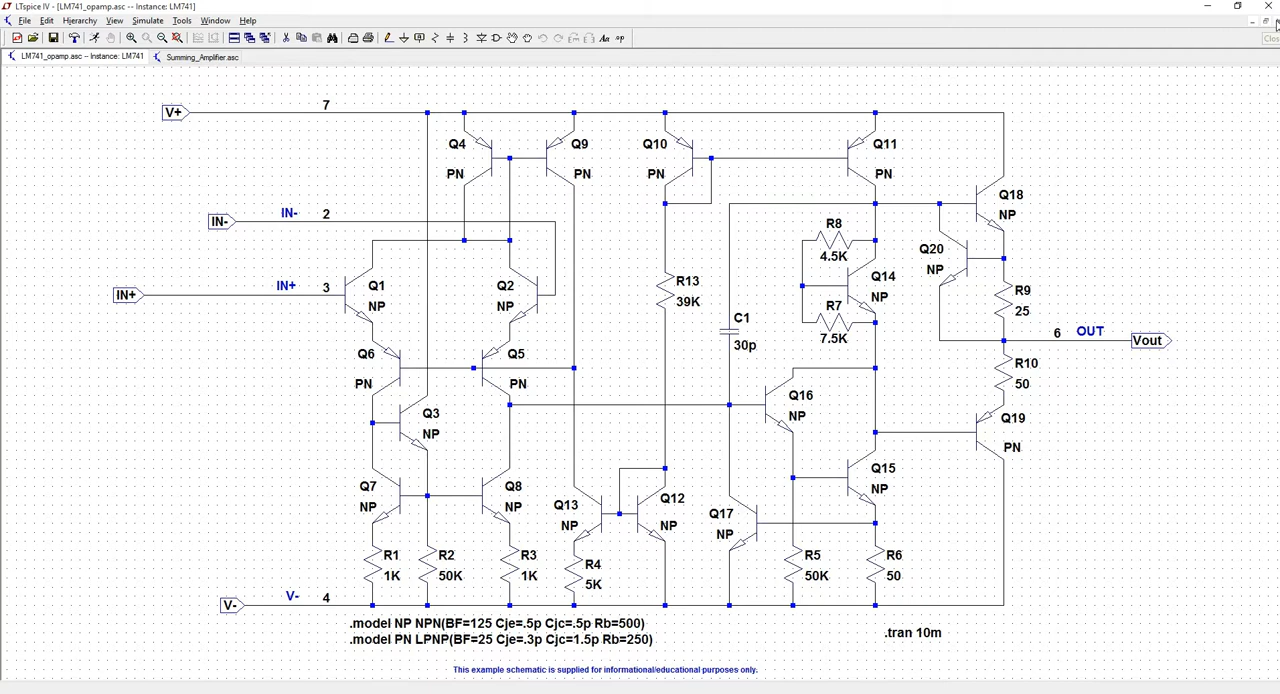 LTspice IV - [LM741_opamp.asc -- Instance: LM741]
File Edit Hierarchy View Simulate Tools Window Help
Close
LM741_opamp.asc -- Instance: LM741 Summing_Amplifier.asc
V+ 7
Q4 PN
Q9 PN
Q10 PN
Q11 PN
Q18 NP
IN- IN- 2
R8 4.5K
Q20 NP
Q14 NP
IN+ IN+ 3
Q1 NP
Q2 NP
R13 39K
R9 25
C1 30p
R7 7.5K
6 OUT Vout
Q6 PN
Q5 PN
R10 50
Q16 NP
Q3 NP
Q19 PN
Q7 NP
Q8 NP
Q13 NP
Q12 NP
Q17 NP
Q15 NP
R1 1K
R2 50K
R3 1K
R4 5K
R5 50K
R6 50
V- V- 4
.model NP NPN(BF=125 Cje=.5p Cjc=.5p Rb=500)
.model PN LPNP(BF=25 Cje=.3p Cjc=1.5p Rb=250)
.tran 10m
This example schematic is supplied for informational/educational purposes only.